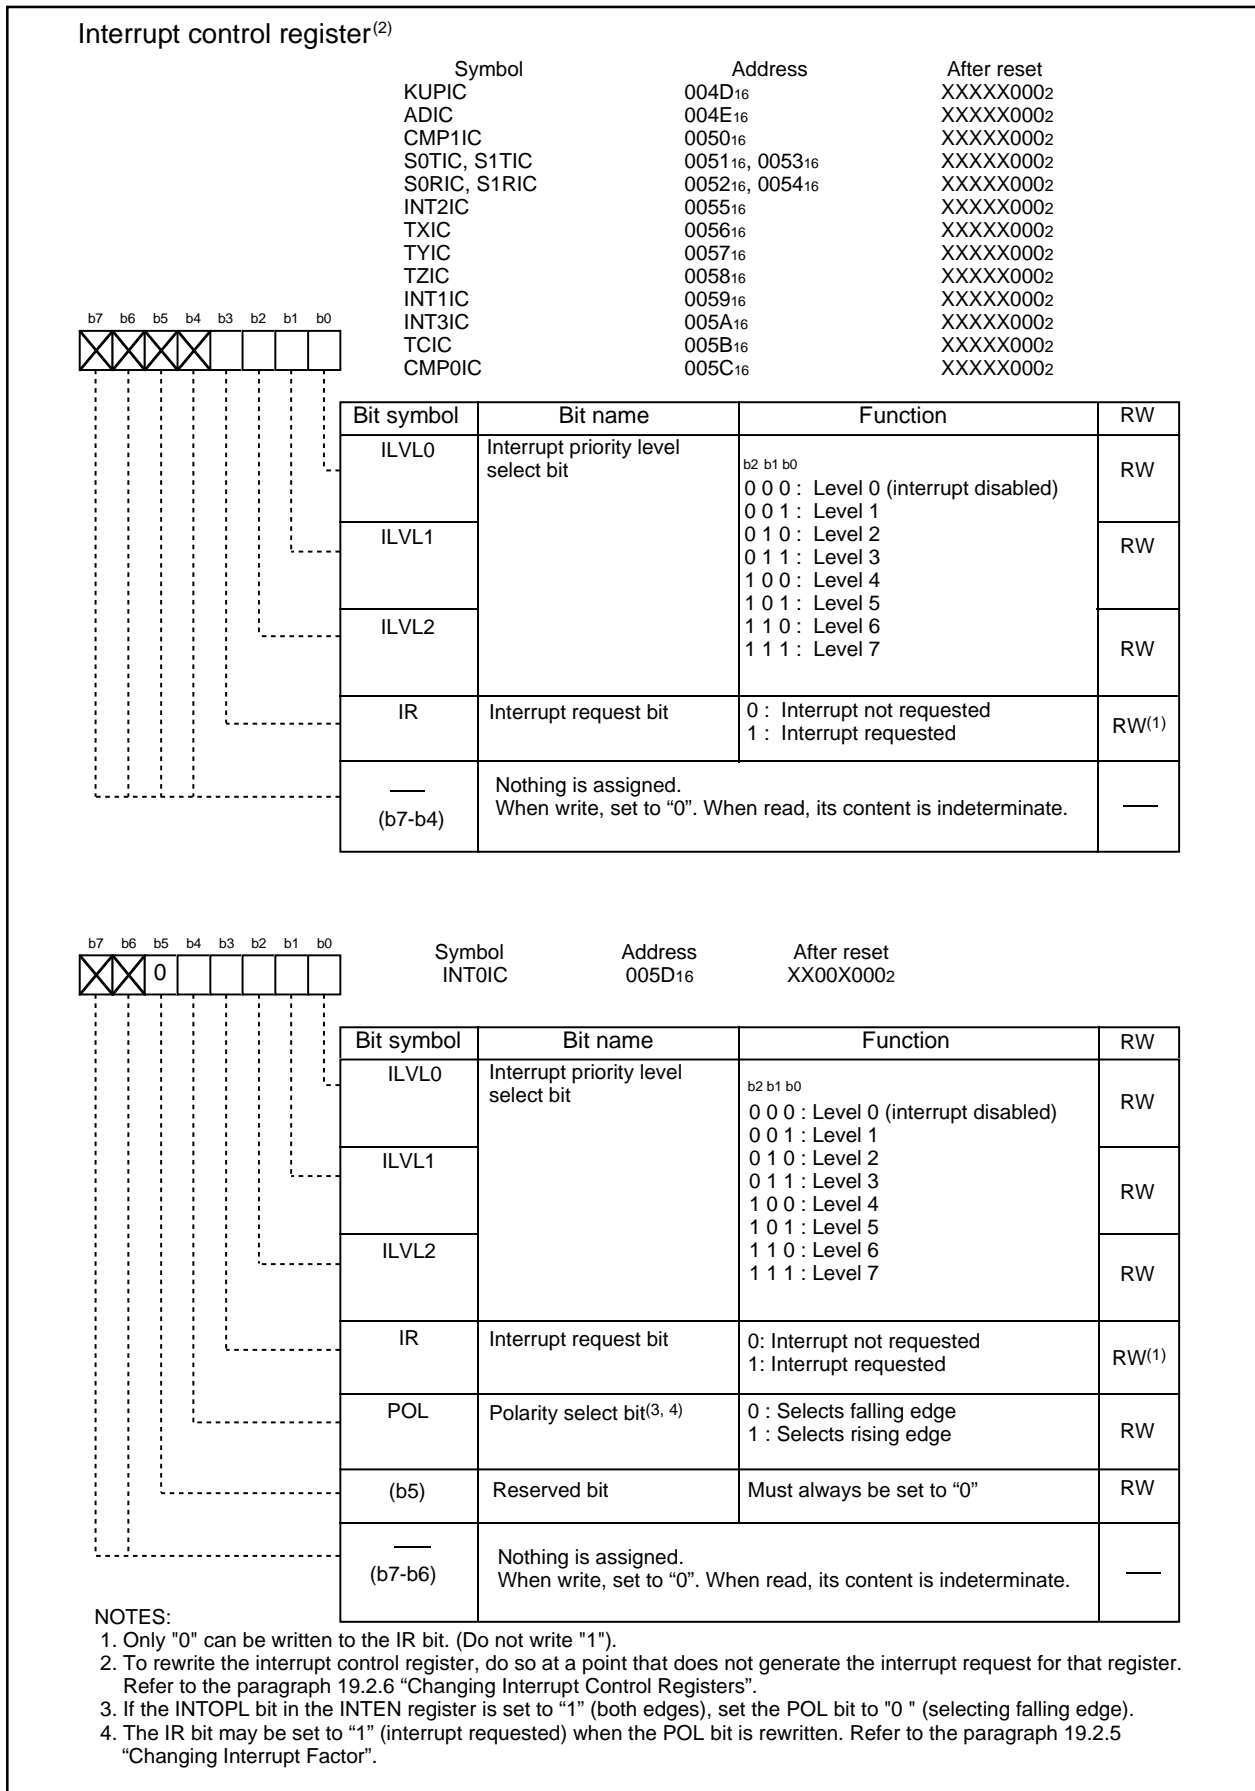 Interrupt control register(2)
Symbol Address After reset
KUPIC 004D16 XXXXX0002
ADIC 004E16 XXXXX0002
CMP1IC 005016 XXXXX0002
S0TIC, S1TIC 005116, 005316 XXXXX0002
S0RIC, S1RIC 005216, 005416 XXXXX0002
INT2IC 005516 XXXXX0002
TXIC 005616 XXXXX0002
TYIC 005716 XXXXX0002
TZIC 005816 XXXXX0002
INT1IC 005916 XXXXX0002
INT3IC 005A16 XXXXX0002
TCIC 005B16 XXXXX0002
CMP0IC 005C16 XXXXX0002
b7 b6 b5 b4 b3 b2 b1 b0
Bit symbol Bit name Function RW
ILVL0 Interrupt priority level
select bit
b2 b1 b0
RW
0 0 0 : Level 0 (interrupt disabled)
0 0 1 : Level 1
ILVL1 0 1 0 : Level 2
RW
0 1 1 : Level 3
1 0 0 : Level 4
1 0 1 : Level 5
ILVL2 1 1 0 : Level 6
1 1 1 : Level 7 RW
IR Interrupt request bit 0 : Interrupt not requested
1 : Interrupt requested RW(1)
(b7-b4)
Nothing is assigned.
When write, set to “0”. When read, its content is indeterminate.
b7 b6 b5 b4 b3 b2 b1 b0
0
Symbol Address After reset
INT0IC 005D16 XX00X0002
Bit symbol Bit name Function RW
ILVL0 Interrupt priority level
select bit
b2 b1 b0
RW
0 0 0 : Level 0 (interrupt disabled)
0 0 1 : Level 1
ILVL1 0 1 0 : Level 2
0 1 1 : Level 3
RW
1 0 0 : Level 4
1 0 1 : Level 5
ILVL2 1 1 0 : Level 6
1 1 1 : Level 7 RW
IR Interrupt request bit 0: Interrupt not requested
1: Interrupt requested RW(1)
POL Polarity select bit(3, 4) 0 : Selects falling edge
1 : Selects rising edge RW
(b5) Reserved bit Must always be set to “0” RW
(b7-b6)
Nothing is assigned.
When write, set to “0”. When read, its content is indeterminate.
NOTES:
1. Only "0" can be written to the IR bit. (Do not write "1").
2. To rewrite the interrupt control register, do so at a point that does not generate the interrupt request for that register.
Refer to the paragraph 19.2.6 “Changing Interrupt Control Registers”.
3. If the INTOPL bit in the INTEN register is set to “1” (both edges), set the POL bit to "0 " (selecting falling edge).
4. The IR bit may be set to “1” (interrupt requested) when the POL bit is rewritten. Refer to the paragraph 19.2.5
“Changing Interrupt Factor”.